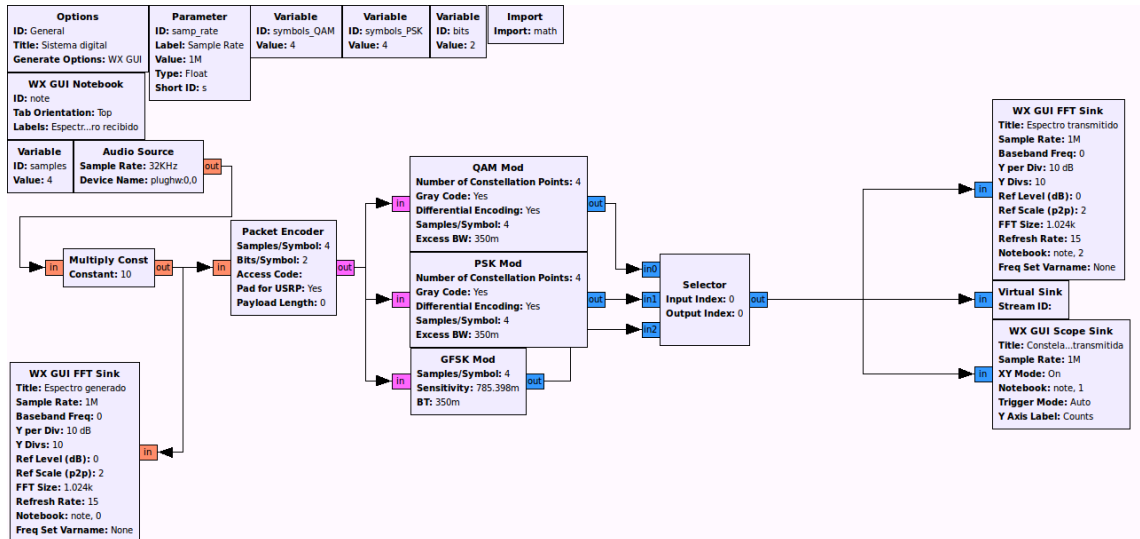 Options
ID: General
Title: Sistema digital
Generate Options: WX GUI
Parameter
ID: samp_rate
Label: Sample Rate
Value: 1M
Type: Float
Short ID: s
Variable
ID: symbols_QAM
Value: 4
Variable
ID: symbols_PSK
Value: 4
Variable
ID: bits
Value: 2
Import
Import: math
WX GUI Notebook
ID: note
Tab Orientation: Top
Labels: Espectr...ro recibido
Variable
ID: samples
Value: 4
Audio Source
Sample Rate: 32KHz
Device Name: plughw:0,0
out
in
Multiply Const
Constant: 10
out
in
Packet Encoder
Samples/Symbol: 4
Bits/Symbol: 2
Access Code:
Pad for USRP: Yes
Payload Length: 0
out
in
QAM Mod
Number of Constellation Points: 4
Gray Code: Yes
Differential Encoding: Yes
Samples/Symbol: 4
Excess BW: 350m
out
in
PSK Mod
Number of Constellation Points: 4
Gray Code: Yes
Differential Encoding: Yes
Samples/Symbol: 4
Excess BW: 350m
out
in
GFSK Mod
Samples/Symbol: 4
Sensitivity: 785.398m
BT: 350m
out
in0
in1
in2
Selector
Input Index: 0
Output Index: 0
out
in
WX GUI FFT Sink
Title: Espectro transmitido
Sample Rate: 1M
Baseband Freq: 0
Y per Div: 10 dB
Y Divs: 10
Ref Level (dB): 0
Ref Scale (p2p): 2
FFT Size: 1.024k
Refresh Rate: 15
Notebook: note, 2
Freq Set Varname: None
in
Virtual Sink
Stream ID:
in
WX GUI Scope Sink
Title: Constela...transmitida
Sample Rate: 1M
XY Mode: On
Notebook: note, 1
Trigger Mode: Auto
Y Axis Label: Counts
WX GUI FFT Sink
Title: Espectro generado
Sample Rate: 1M
Baseband Freq: 0
Y per Div: 10 dB
Y Divs: 10
Ref Level (dB): 0
Ref Scale (p2p): 2
FFT Size: 1.024k
Refresh Rate: 15
Notebook: note, 0
Freq Set Varname: None
in